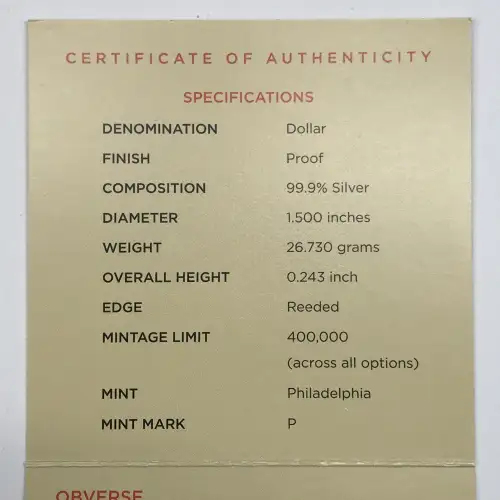 CERTIFICATE OF AUTHENTICITY
SPECIFICATIONS
DENOMINATION Dollar
FINISH Proof
COMPOSITION 99.9% Silver
DIAMETER 1.500 inches
WEIGHT 26.730 grams
OVERALL HEIGHT 0.243 inch
EDGE Reeded
MINTAGE LIMIT 400,000
(across all options)
MINT Philadelphia
MINT MARK P
OBVERSE